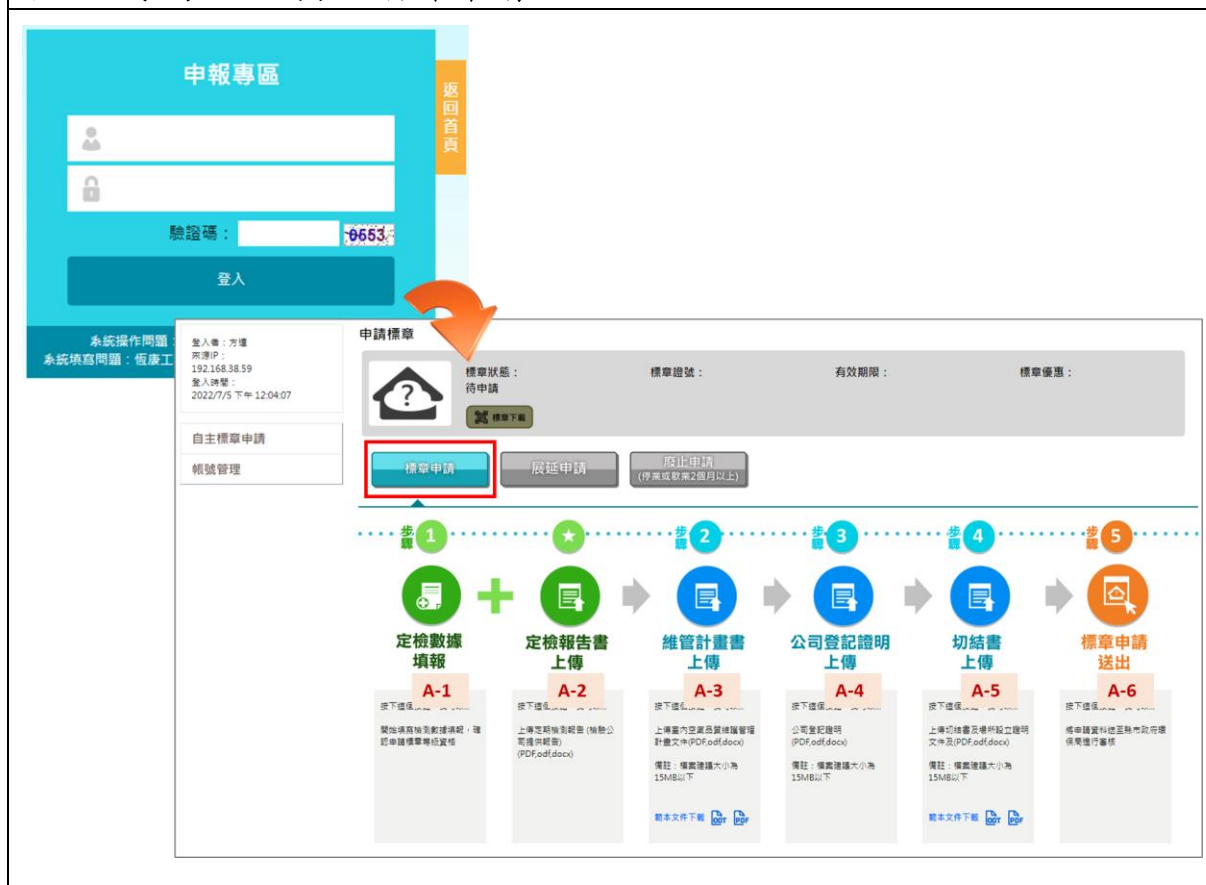 申報專區
返回首頁
驗證碼：
0653
登入
系統操作問題：
系統填寫問題：恆康工
登入者：方
來源IP：
192.168.38.59
登入時間：
2022/7/5 下午 12:04:07
自主標章申請
帳號管理
申請標章
標章狀態：
待申請
標章證號：
有效期限：
標章優惠：
標章下載
標章申請
展延申請
廢止申請
(停業或歇業2個月以上)
步驟 1
步驟 2
步驟 3
步驟 4
步驟 5
定檢數據
填報
A-1
開始填寫檢測數據填報，確
認申請標章等級資格
定檢報告書
上傳
A-2
上傳定期檢測報告 (檢驗公
司提供報告)
(PDF,odf,docx)
維管計畫書
上傳
A-3
上傳室內空氣品質維護管理
計畫文件(PDF,odf,docx)
備註：檔案建議大小為
15MB以下
範本文件下載 ODT PDF
公司登記證明
上傳
A-4
公司登記證明
(PDF,odf,docx)
備註：檔案建議大小為
15MB以下
切結書
上傳
A-5
上傳切結書及場所設立證明
文件及(PDF,odf,docx)
備註：檔案建議大小為
15MB以下
範本文件下載 ODT PDF
標章申請
送出
A-6
將申請資料送至縣市政府環
保局進行審核